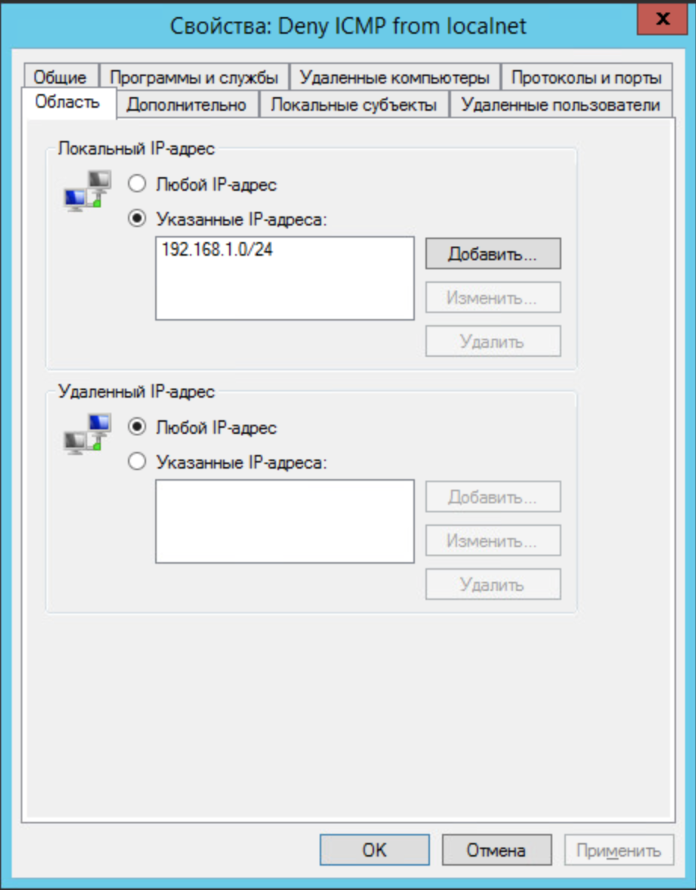 Свойства: Deny ICMP from localnet
x
Общие Программы и службы Удаленные компьютеры Протоколы и порты
Область Дополнительно Локальные субъекты Удаленные пользователи
Локальный IP-адрес
Любой IP-адрес
Указанные IP-адреса:
192.168.1.0/24
Добавить...
Изменить...
Удалить
Удаленный IP-адрес
Любой IP-адрес
Указанные IP-адреса:
Добавить...
Изменить...
Удалить
OK Отмена Применить